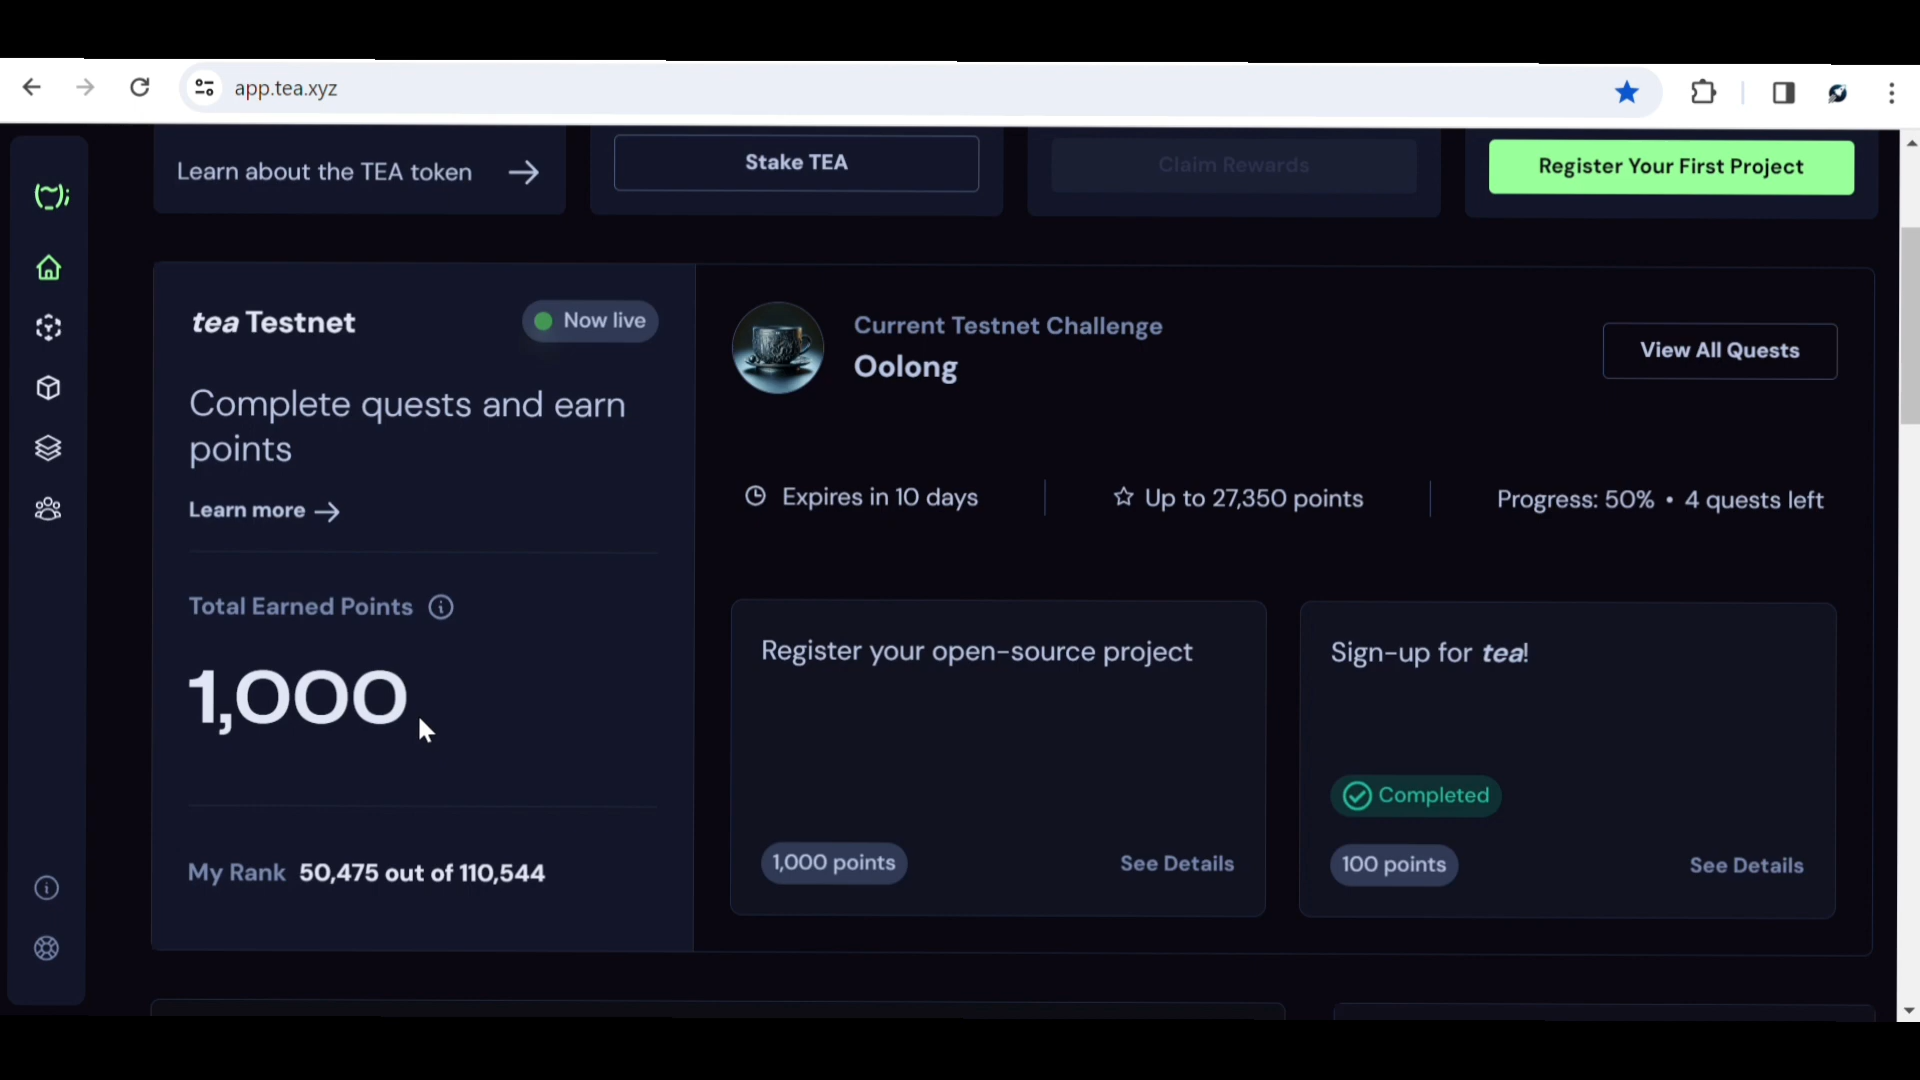 app.tea.xyz
Learn about the TEA token
Stake TEA
Claim Rewards
Register Your First Project
tea Testnet
Now live
Complete quests and earn
points
Learn more
Total Earned Points
1,000
My Rank 50,475 out of 110,544
Current Testnet Challenge
Oolong
View All Quests
Expires in 10 days
Up to 27,350 points
Progress: 50% • 4 quests left
Register your open-source project
1,000 points
See Details
Sign-up for tea!
Completed
100 points
See Details